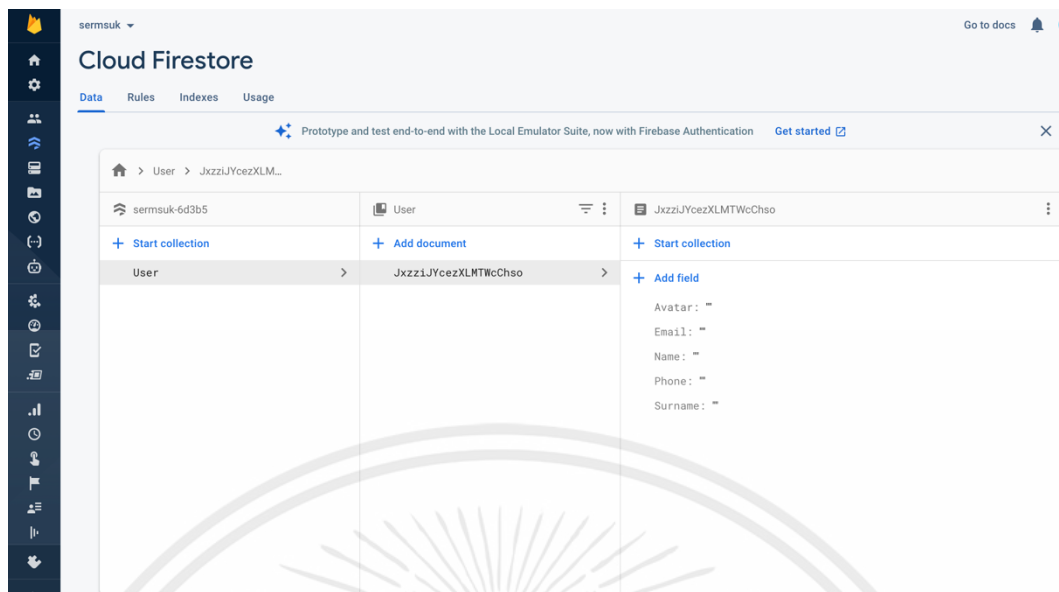 sermsuk
Go to docs
Cloud Firestore
Data Rules Indexes Usage
Prototype and test end-to-end with the Local Emulator Suite, now with Firebase Authentication Get started
User > JxzziJYcezXLM...
sermsuk-6d3b5
User
JxzziJYcezXLMTWcChso
+ Start collection
+ Add document
+ Start collection
User
JxzziJYcezXLMTWcChso
+ Add field
Avatar: ""
Email: ""
Name: ""
Phone: ""
Surname: ""